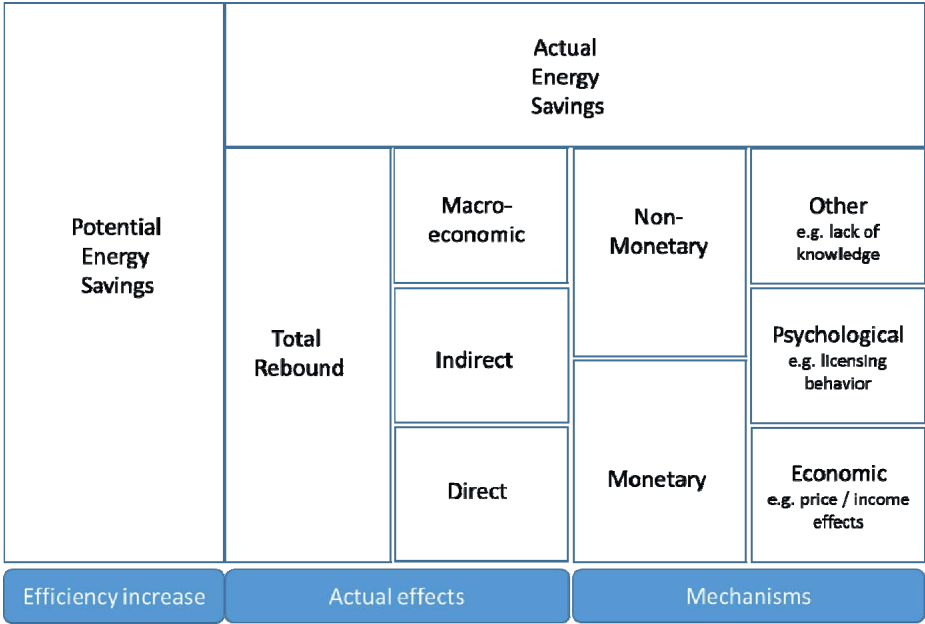 Actual
Energy
Savings
Potential
Energy
Savings
Total
Rebound
Macro-
economic
Indirect
Direct
Non-
Monetary
Monetary
Other
e.g. lack of
knowledge
Psychological
e.g. licensing
behavior
Economic
e.g. price / income
effects
Efficiency increase
Actual effects
Mechanisms